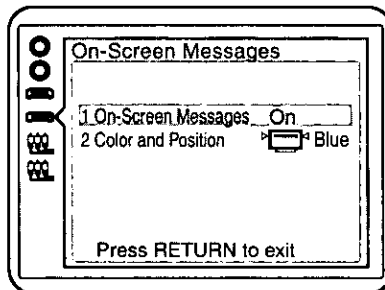 On-Screen Messages
1 On-Screen Messages On
2 Color and Position Blue
Press RETURN to exit